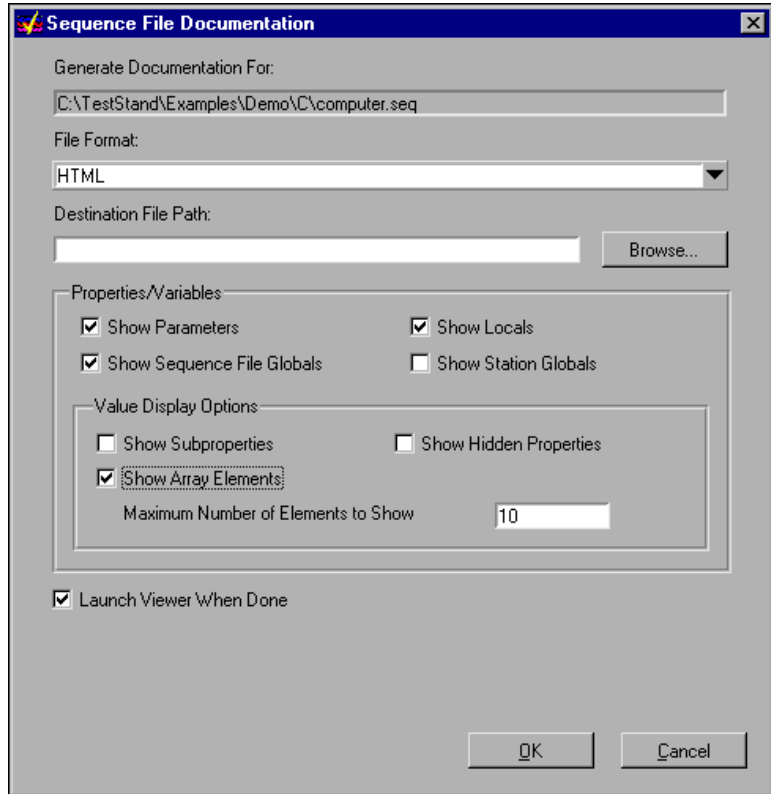 Sequence File Documentation
Generate Documentation For:
C:\TestStand\Examples\Demo\C\computer.seq
File Format:
HTML
Destination File Path:
Browse...
Properties/Variables
Show Parameters
Show Locals
Show Sequence File Globals
Show Station Globals
Value Display Options
Show Subproperties
Show Hidden Properties
Show Array Elements
Maximum Number of Elements to Show
10
Launch Viewer When Done
OK
Cancel